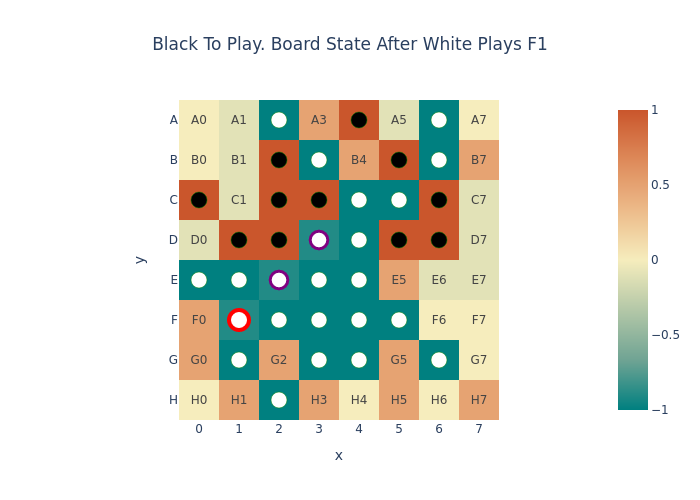 Black To Play. Board State After White Plays F1
A A0 A1 A3 A5 A7
B B0 B1 B4 B7
C C1 C7
D D0 D7
E E5 E6 E7
F F0 F6 F7
G G0 G2 G5 G7
H H0 H1 H3 H4 H5 H6 H7
0 1 2 3 4 5 6 7
x
y
1
0.5
0
−0.5
−1